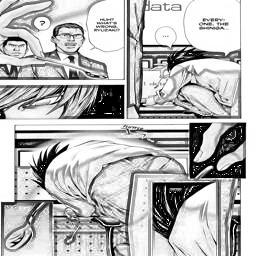 HUH?
WHAT'S
WRONG,
RYUZAKI?
?
data
...
EVERY-
ONE, THE
SHINIGA...